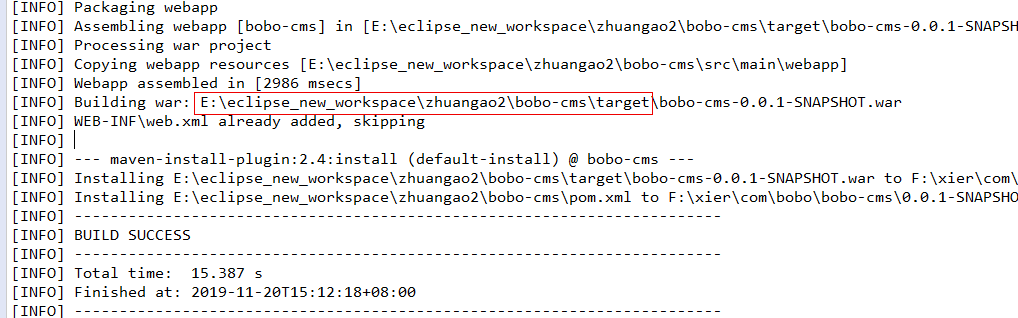 [INFO] Packaging webapp
[INFO] Assembling webapp [bobo-cms] in [E:\eclipse_new_workspace\zhuangao2\bobo-cms\target\bobo-cms-0.0.1-SNAPSH
[INFO] Processing war project
[INFO] Copying webapp resources [E:\eclipse_new_workspace\zhuangao2\bobo-cms\src\main\webapp]
[INFO] Webapp assembled in [2986 msecs]
[INFO] Building war: E:\eclipse_new_workspace\zhuangao2\bobo-cms\target\bobo-cms-0.0.1-SNAPSHOT.war
[INFO] WEB-INF\web.xml already added, skipping
[INFO]
[INFO] --- maven-install-plugin:2.4:install (default-install) @ bobo-cms ---
[INFO] Installing E:\eclipse_new_workspace\zhuangao2\bobo-cms\target\bobo-cms-0.0.1-SNAPSHOT.war to F:\xier\com\
[INFO] Installing E:\eclipse_new_workspace\zhuangao2\bobo-cms\pom.xml to F:\xier\com\bobo\bobo-cms\0.0.1-SNAPSHO
[INFO] ------------------------------------------------------------------------
[INFO] BUILD SUCCESS
[INFO] ------------------------------------------------------------------------
[INFO] Total time:  15.387 s
[INFO] Finished at: 2019-11-20T15:12:18+08:00
[INFO] ------------------------------------------------------------------------